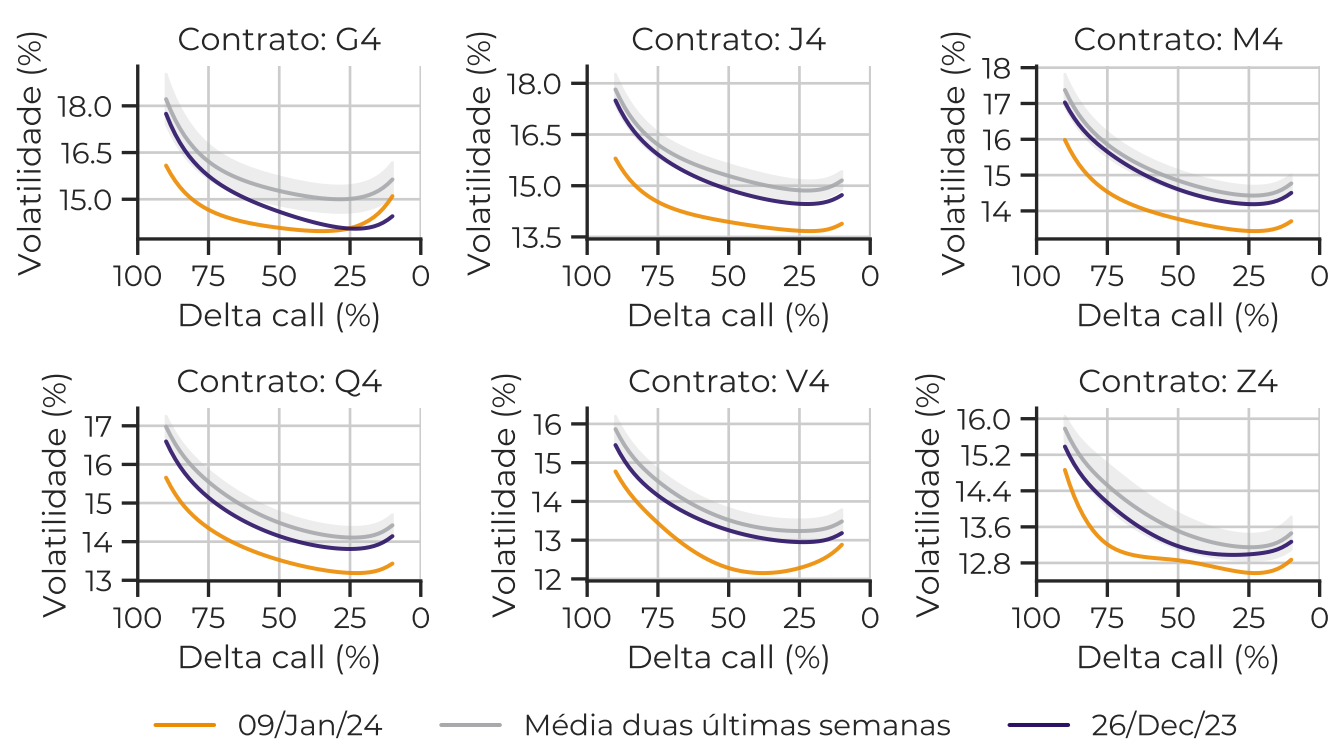 Contrato: G4
Volatilidade (%)
18.0
16.5
15.0
100 75 50 25 0
Delta call (%)
Contrato: J4
Volatilidade (%)
18.0
16.5
15.0
13.5
100 75 50 25 0
Delta call (%)
Contrato: M4
Volatilidade (%)
18
17
16
15
14
100 75 50 25 0
Delta call (%)
Contrato: Q4
Volatilidade (%)
17
16
15
14
13
100 75 50 25 0
Delta call (%)
Contrato: V4
Volatilidade (%)
16
15
14
13
12
100 75 50 25 0
Delta call (%)
Contrato: Z4
Volatilidade (%)
16.0
15.2
14.4
13.6
12.8
100 75 50 25 0
Delta call (%)
09/Jan/24 Média duas últimas semanas 26/Dec/23